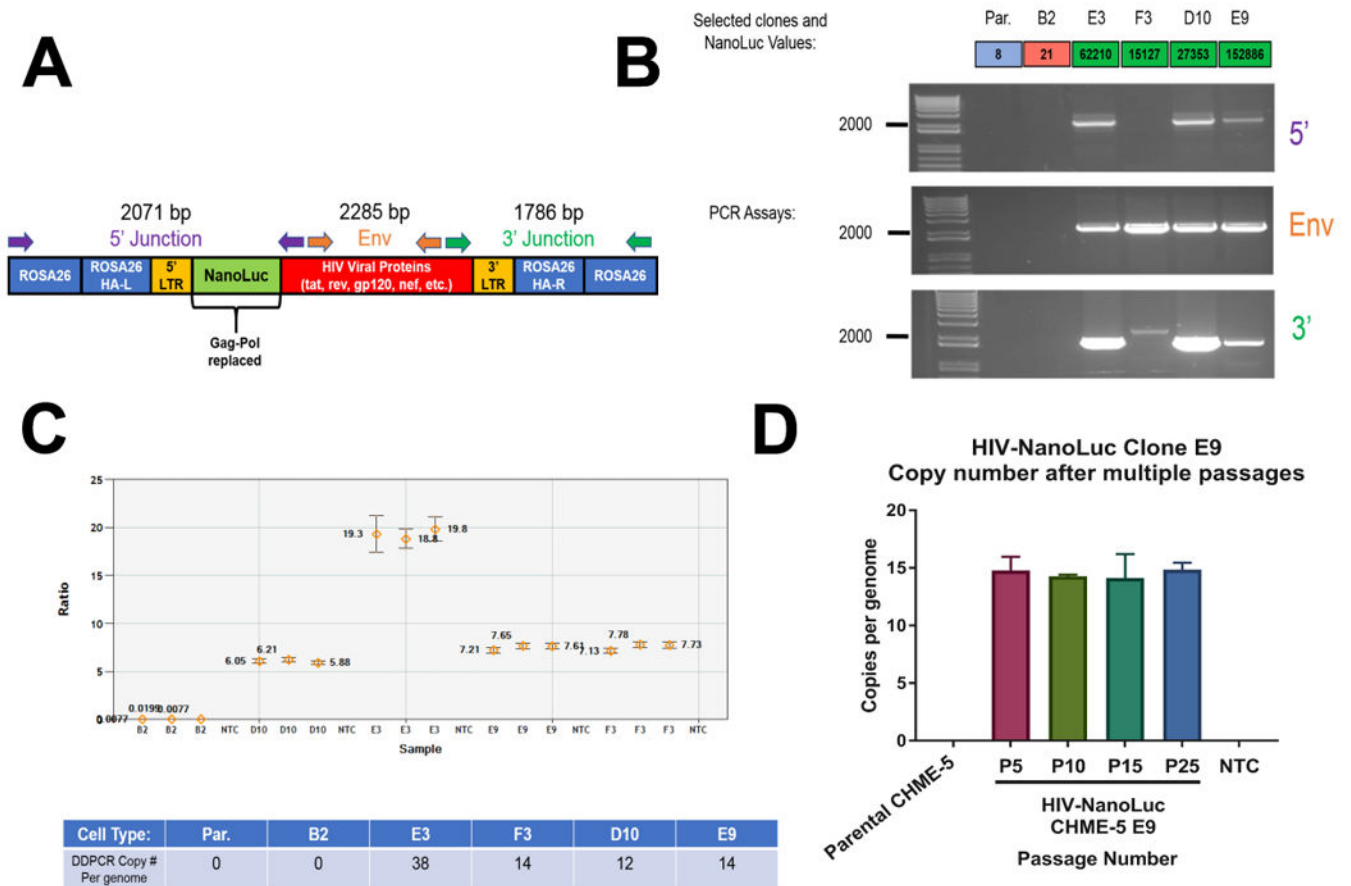 A
2071 bp
5' Junction
2285 bp
Env
1786 bp
3' Junction
ROSA26
ROSA26
HA-L
5'
LTR
NanoLuc
HIV Viral Proteins
(tat, rev, gp120, nef, etc.)
3'
LTR
ROSA26
HA-R
ROSA26
Gag-Pol
replaced
B
Selected clones and
NanoLuc Values:
Par. B2 E3 F3 D10 E9
8 21 62210 15127 27353 152886
2000
5'
PCR Assays:
2000
Env
2000
3'
C
25
20
15
10
5
Ratio
0.0077
0.0199
0.0077
6.05
6.21
5.88
19.3
18.8
19.8
7.21
7.65
7.61
7.13
7.78
7.73
B2 B2 B2 NTC D10 D10 D10 NTC E3 E3 E3 NTC E9 E9 E9 NTC F3 F3 F3 NTC
Sample
Cell Type: Par. B2 E3 F3 D10 E9
DDPCR Copy #
Per genome
0 0 38 14 12 14
D
HIV-NanoLuc Clone E9
Copy number after multiple passages
Copies per genome
20
15
10
5
0
Parental CHME-5
P5 P10 P15 P25 NTC
HIV-NanoLuc
CHME-5 E9
Passage Number